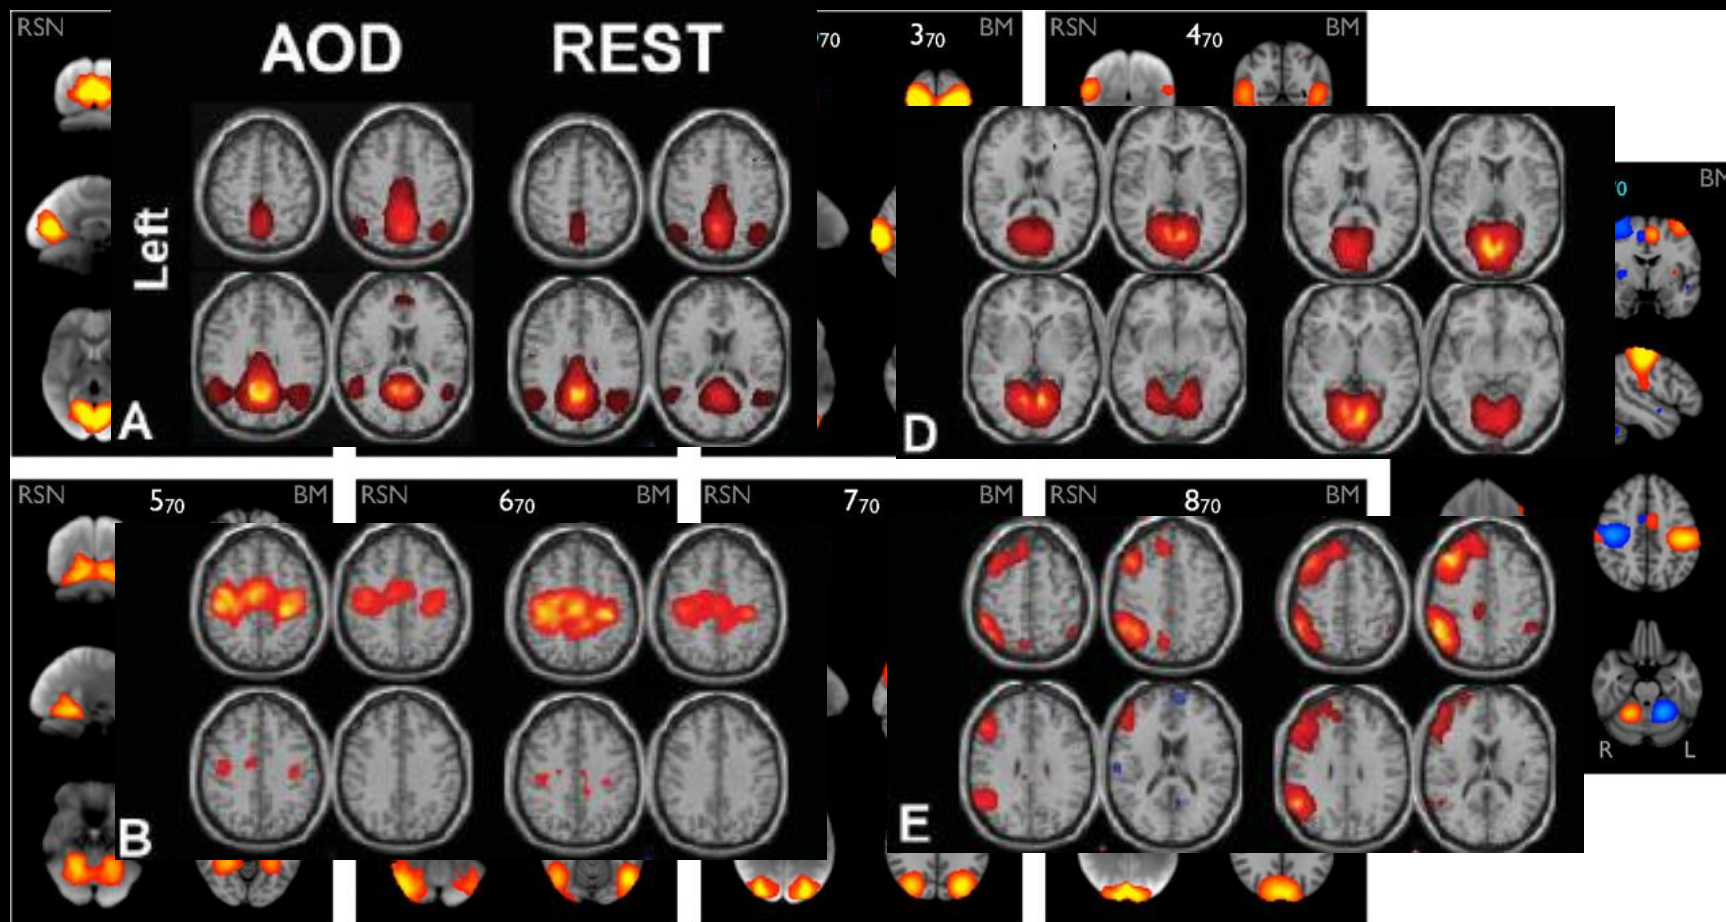 RSN
AOD REST
₇₀ 3₇₀ BM
RSN 4₇₀ BM
BM
Left
A
D
RSN 5₇₀ BM
RSN 6₇₀ BM
RSN 7₇₀ BM
RSN 8₇₀ BM
R L
B
E